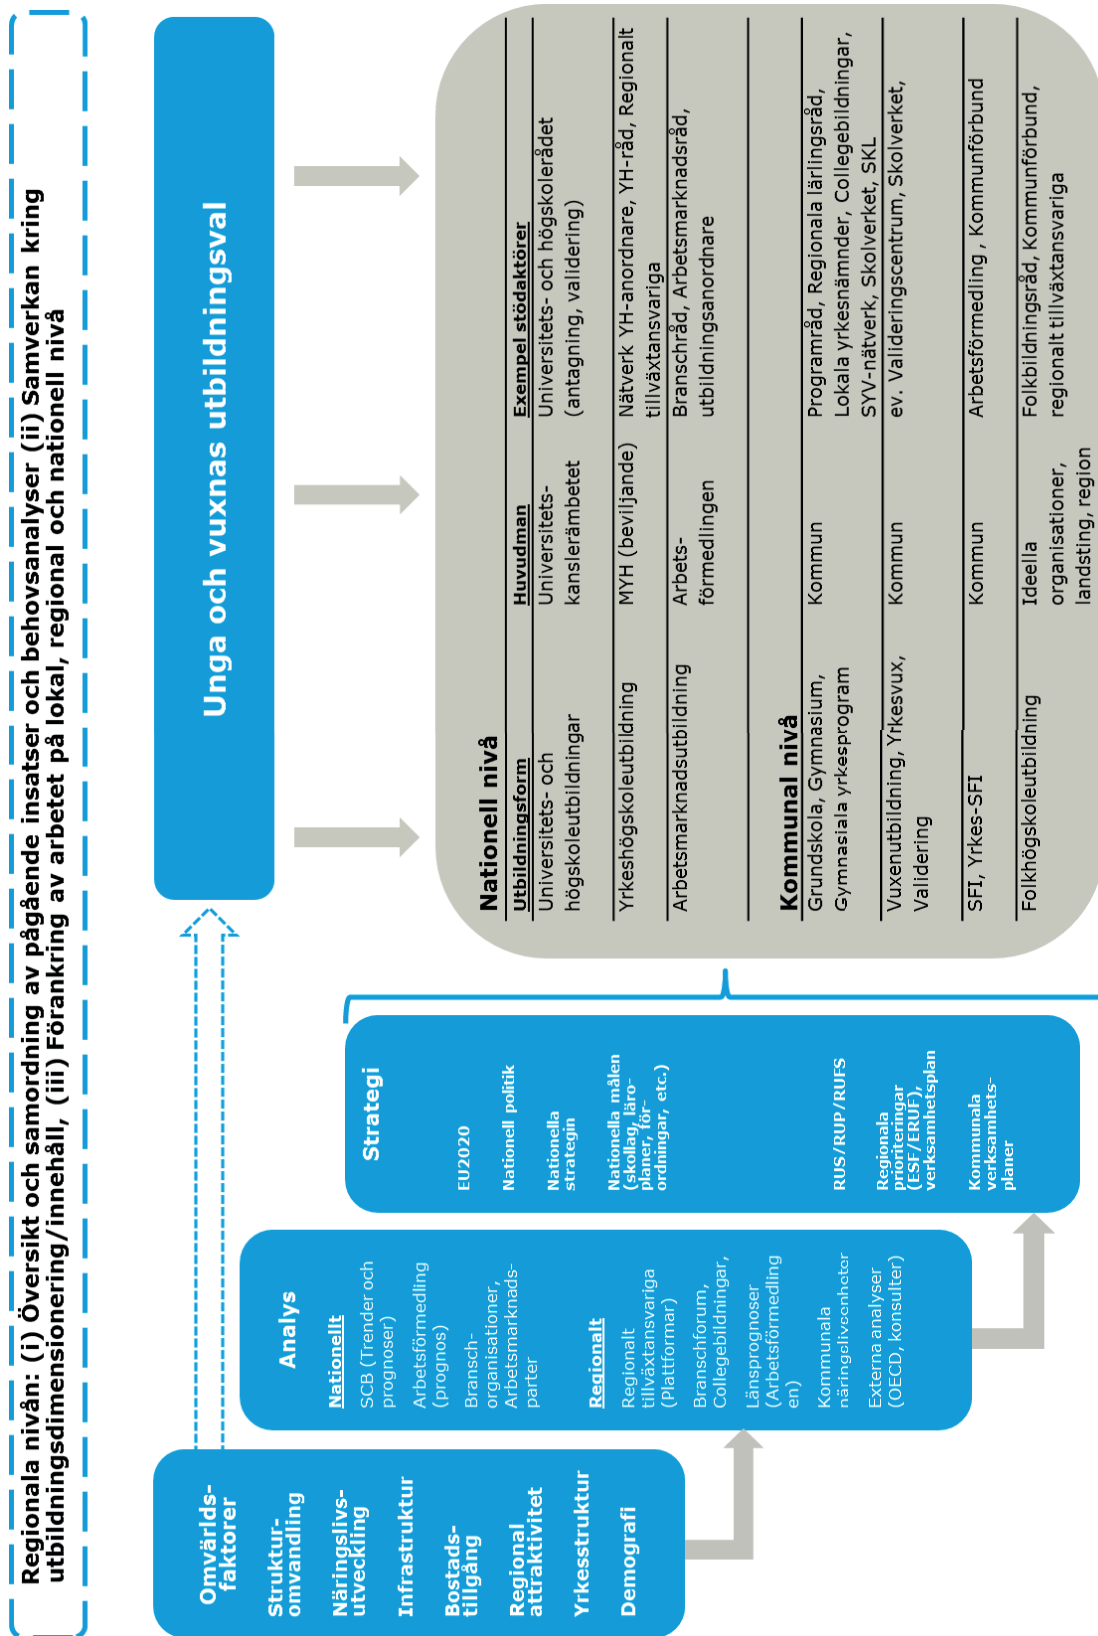 Regionala nivån: (i) Översikt och samordning av pågående insatser och behovsanalyser (ii) Samverkan kring
utbildningsdimensionering/innehåll, (iii) Förankring av arbetet på lokal, regional och nationell nivå
Omvärlds-
faktorer
Struktur-
omvandling
Näringslivs-
utveckling
Infrastruktur
Bostads-
tillgång
Regional
attraktivitet
Yrkesstruktur
Demografi
Analys
Nationellt
SCB (Trender och
prognoser)
Arbetsförmedling
(prognos)
Bransch-
organisationer,
Arbetsmarknads-
parter
Regionalt
Regionalt
tillväxtansvariga
(Plattformar)
Branschforum,
Collegebildningar,
Länsprognoser
(Arbetsförmedling
en)
Kommunala
näringslivsenheter
Externa analyser
(OECD, konsulter)
Strategi
EU2020
Nationell politik
Nationella
strategin
Nationella målen
(skollag, läro-
planer, för-
ordningar, etc.)
RUS/RUP/RUFS
Regionala
prioriteringar
(ESF/ERUF),
verksamhetsplan
Kommunala
verksamhets-
planer
Unga och vuxnas utbildningsval
Nationell nivå
Utbildningsform Huvudman Exempel stödaktörer
Universitets- och Universitets- Universitets- och högskolerådet
högskoleutbildningar kanslerämbetet (antagning, validering)
Yrkeshögskoleutbildning MYH (beviljande) Nätverk YH-anordnare, YH-råd, Regionalt
tillväxtansvariga
Arbetsmarknadsutbildning Arbets- Branschråd, Arbetsmarknadsråd,
förmedlingen utbildningsanordnare
Kommunal nivå
Grundskola, Gymnasium, Kommun Programråd, Regionala lärlingsråd,
Gymnasiala yrkesprogram Lokala yrkesnämnder, Collegebildningar,
SYV-nätverk, Skolverket, SKL
Vuxenutbildning, Yrkesvux, Kommun ev. Valideringscentrum, Skolverket,
Validering
SFI, Yrkes-SFI Kommun Arbetsförmedling , Kommunförbund
Folkhögskoleutbildning Ideella Folkbildningsråd, Kommunförbund,
organisationer, regionalt tillväxtansvariga
landsting, region